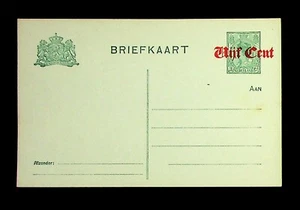 BRIEFKAART
Vijf Cent
AAN
Afzender: